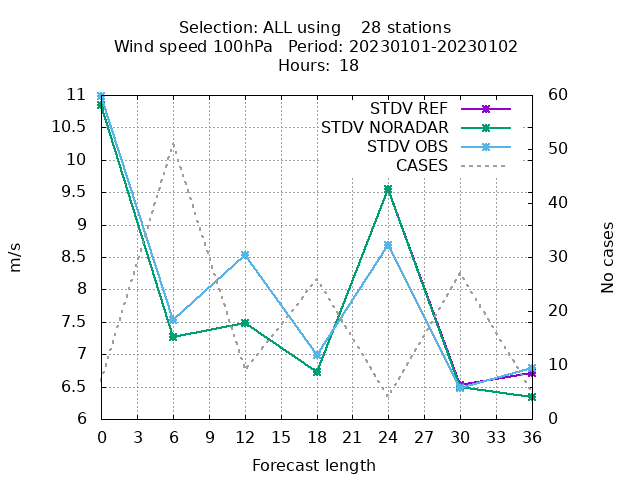 Selection: ALL using    28 stations
Wind speed 100hPa   Period: 20230101-20230102
Hours: 18
STDV REF
STDV NORADAR
STDV OBS
CASES
11
10.5
10
9.5
9
8.5
8
7.5
7
6.5
6
m/s
60
50
40
30
20
10
0
No cases
0 3 6 9 12 15 18 21 24 27 30 33 36
Forecast length